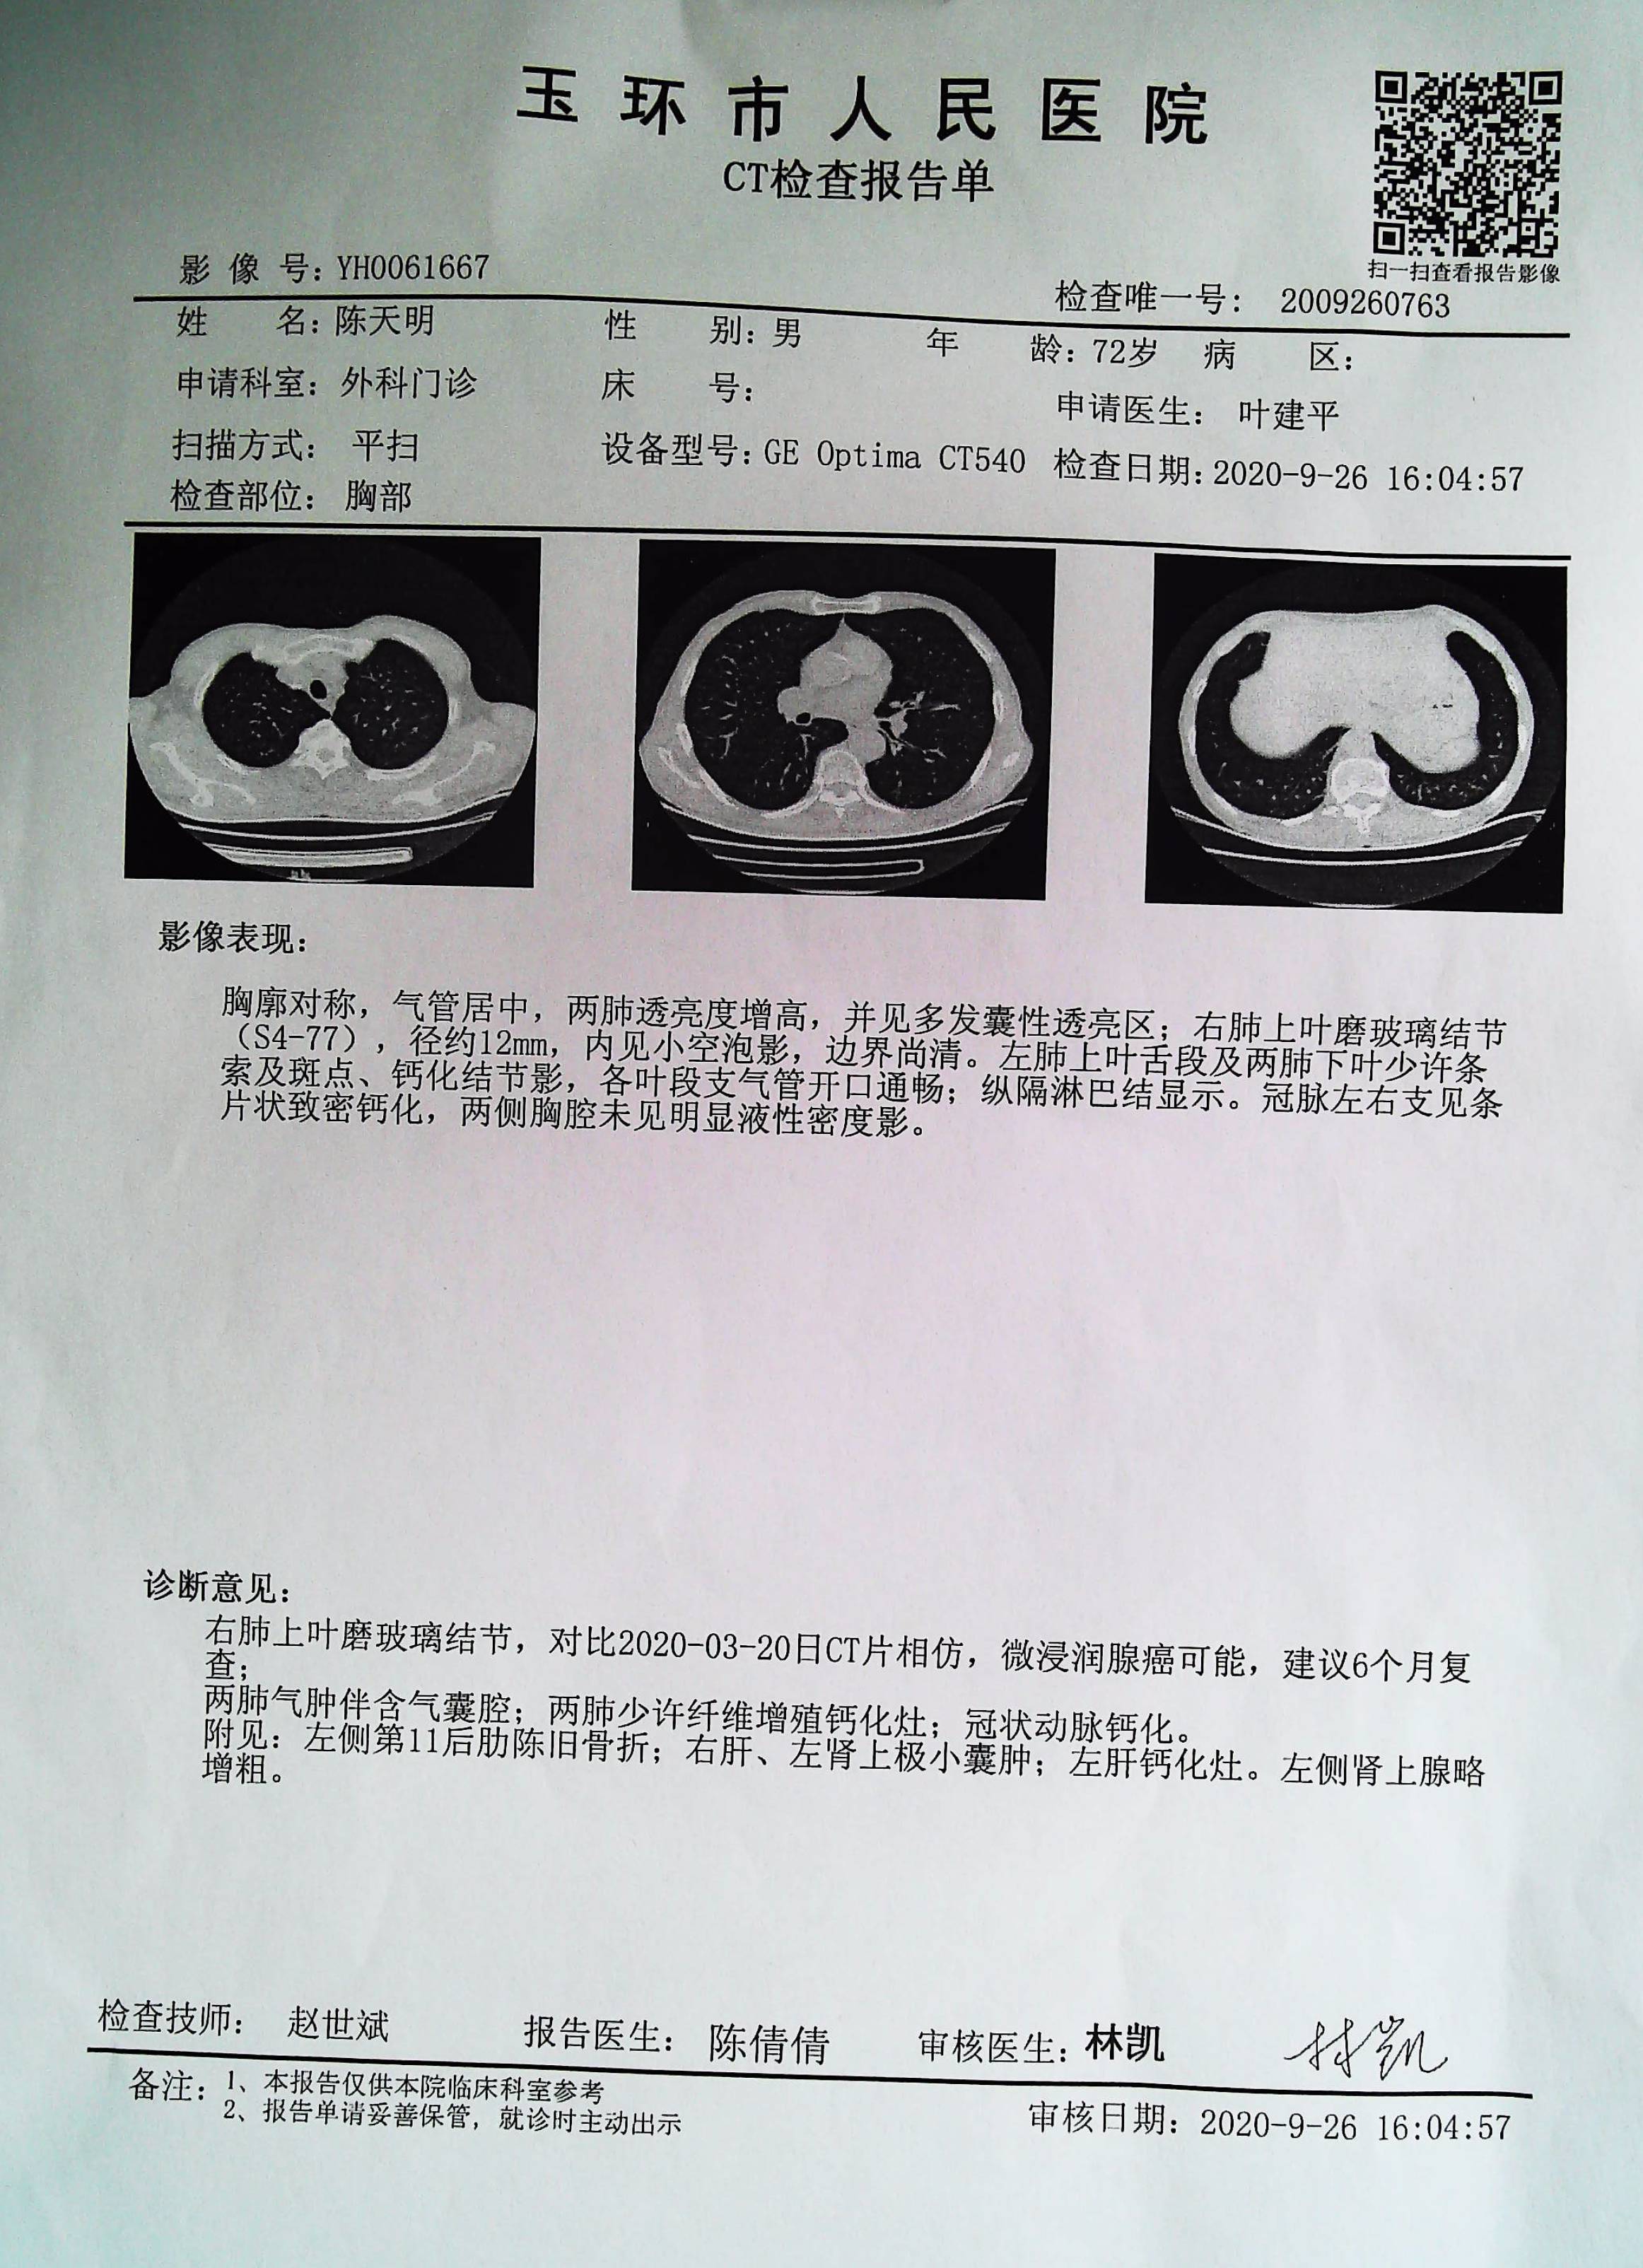 玉环市人民医院
CT检查报告单
扫一扫查看报告影像
影像号：YH0061667
检查唯一号： 2009260763
姓名：陈天明 性别：男 年龄：72岁 病区：
申请科室：外科门诊 床号： 申请医生： 叶建平
扫描方式： 平扫 设备型号：GE Optima CT540 检查日期：2020-9-26 16:04:57
检查部位： 胸部
影像表现：
胸廓对称，气管居中，两肺透亮度增高，并见多发囊性透亮区；右肺上叶磨玻璃结节
（S4-77），径约12mm，内见小空泡影，边界尚清。左肺上叶舌段及两肺下叶少许条
索及斑点、钙化结节影，各叶段支气管开口通畅；纵隔淋巴结显示。冠脉左右支见条
片状致密钙化，两侧胸腔未见明显液性密度影。
诊断意见：
右肺上叶磨玻璃结节，对比2020-03-20日CT片相仿，微浸润腺癌可能，建议6个月复
查；
两肺气肿伴含气囊腔；两肺少许纤维增殖钙化灶；冠状动脉钙化。
附见：左侧第11后肋陈旧骨折；右肝、左肾上极小囊肿；左肝钙化灶。左侧肾上腺略
增粗。
检查技师： 赵世斌 报告医生： 陈倩倩 审核医生：林凯 林凯
备注：1、本报告仅供本院临床科室参考
2、报告单请妥善保管，就诊时主动出示
审核日期：2020-9-26 16:04:57